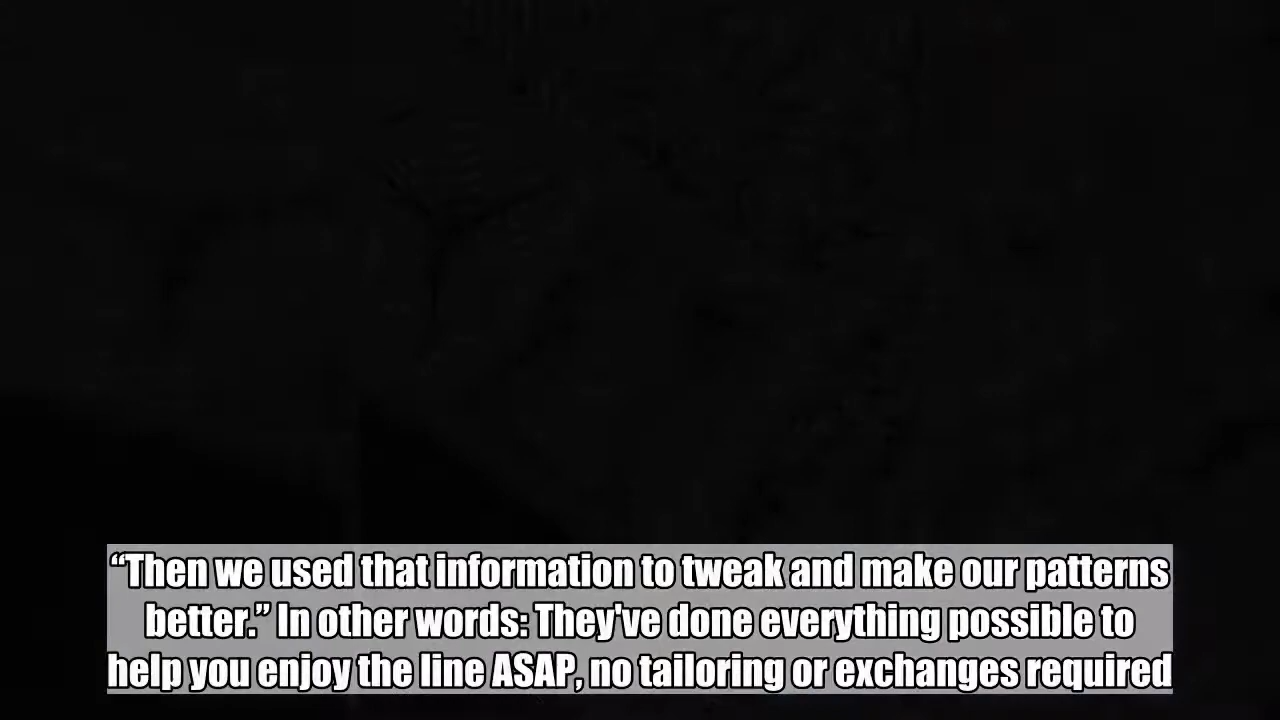 “Then we used that information to tweak and make our patterns
better.” In other words: They've done everything possible to
help you enjoy the line ASAP, no tailoring or exchanges required